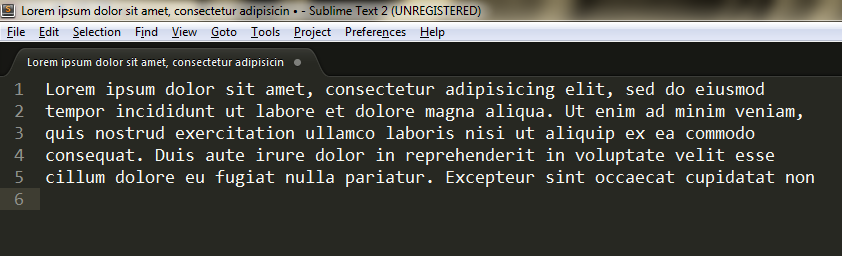 Lorem ipsum dolor sit amet, consectetur adipisicin • - Sublime Text 2 (UNREGISTERED)
File Edit Selection Find View Goto Tools Project Preferences Help
Lorem ipsum dolor sit amet, consectetur adipisicin
1 Lorem ipsum dolor sit amet, consectetur adipisicing elit, sed do eiusmod
2 tempor incididunt ut labore et dolore magna aliqua. Ut enim ad minim veniam,
3 quis nostrud exercitation ullamco laboris nisi ut aliquip ex ea commodo
4 consequat. Duis aute irure dolor in reprehenderit in voluptate velit esse
5 cillum dolore eu fugiat nulla pariatur. Excepteur sint occaecat cupidatat non
6